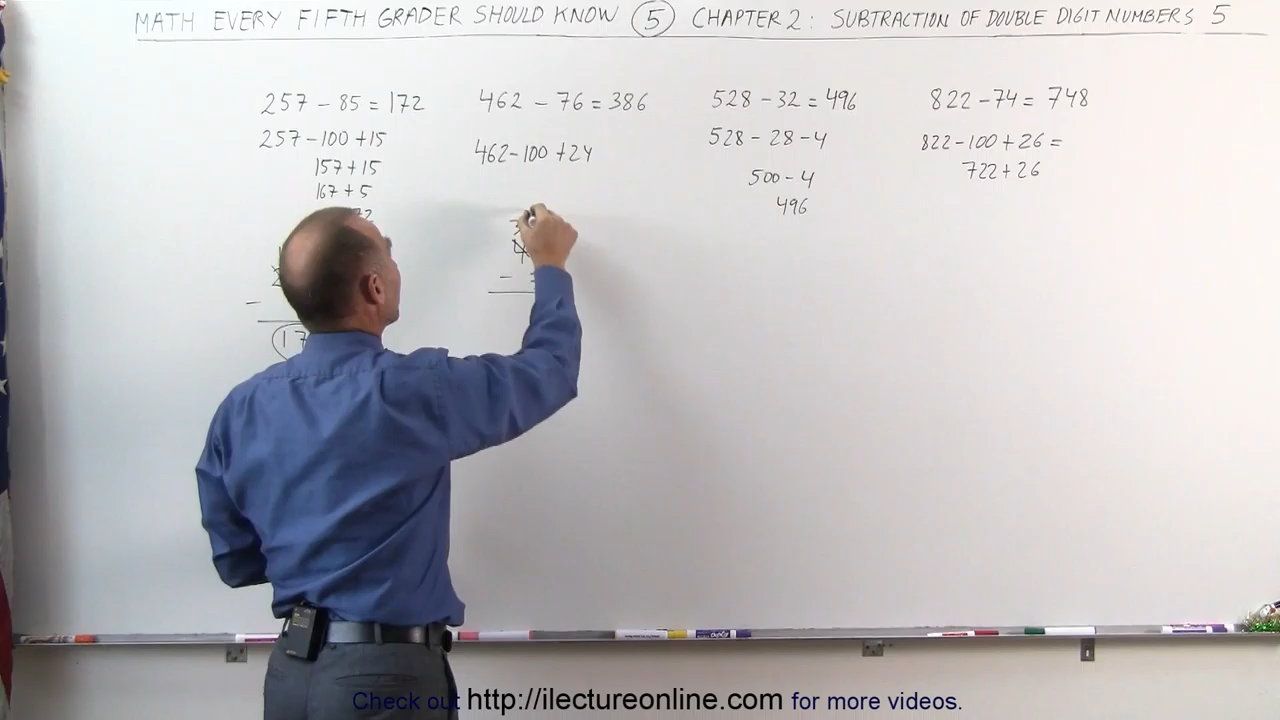 MATH EVERY FIFTH GRADER SHOULD KNOW 5 CHAPTER 2: SUBTRACTION OF DOUBLE DIGIT NUMBERS 5
257 - 85 = 172
257 - 100 + 15
157 + 15
167 + 5
462 - 76 = 386
462 - 100 + 24
528 - 32 = 496
528 - 28 - 4
500 - 4
496
822 - 74 = 748
822 - 100 + 26 =
722 + 26
-
17
4
-
Check out http://ilectureonline.com for more videos.